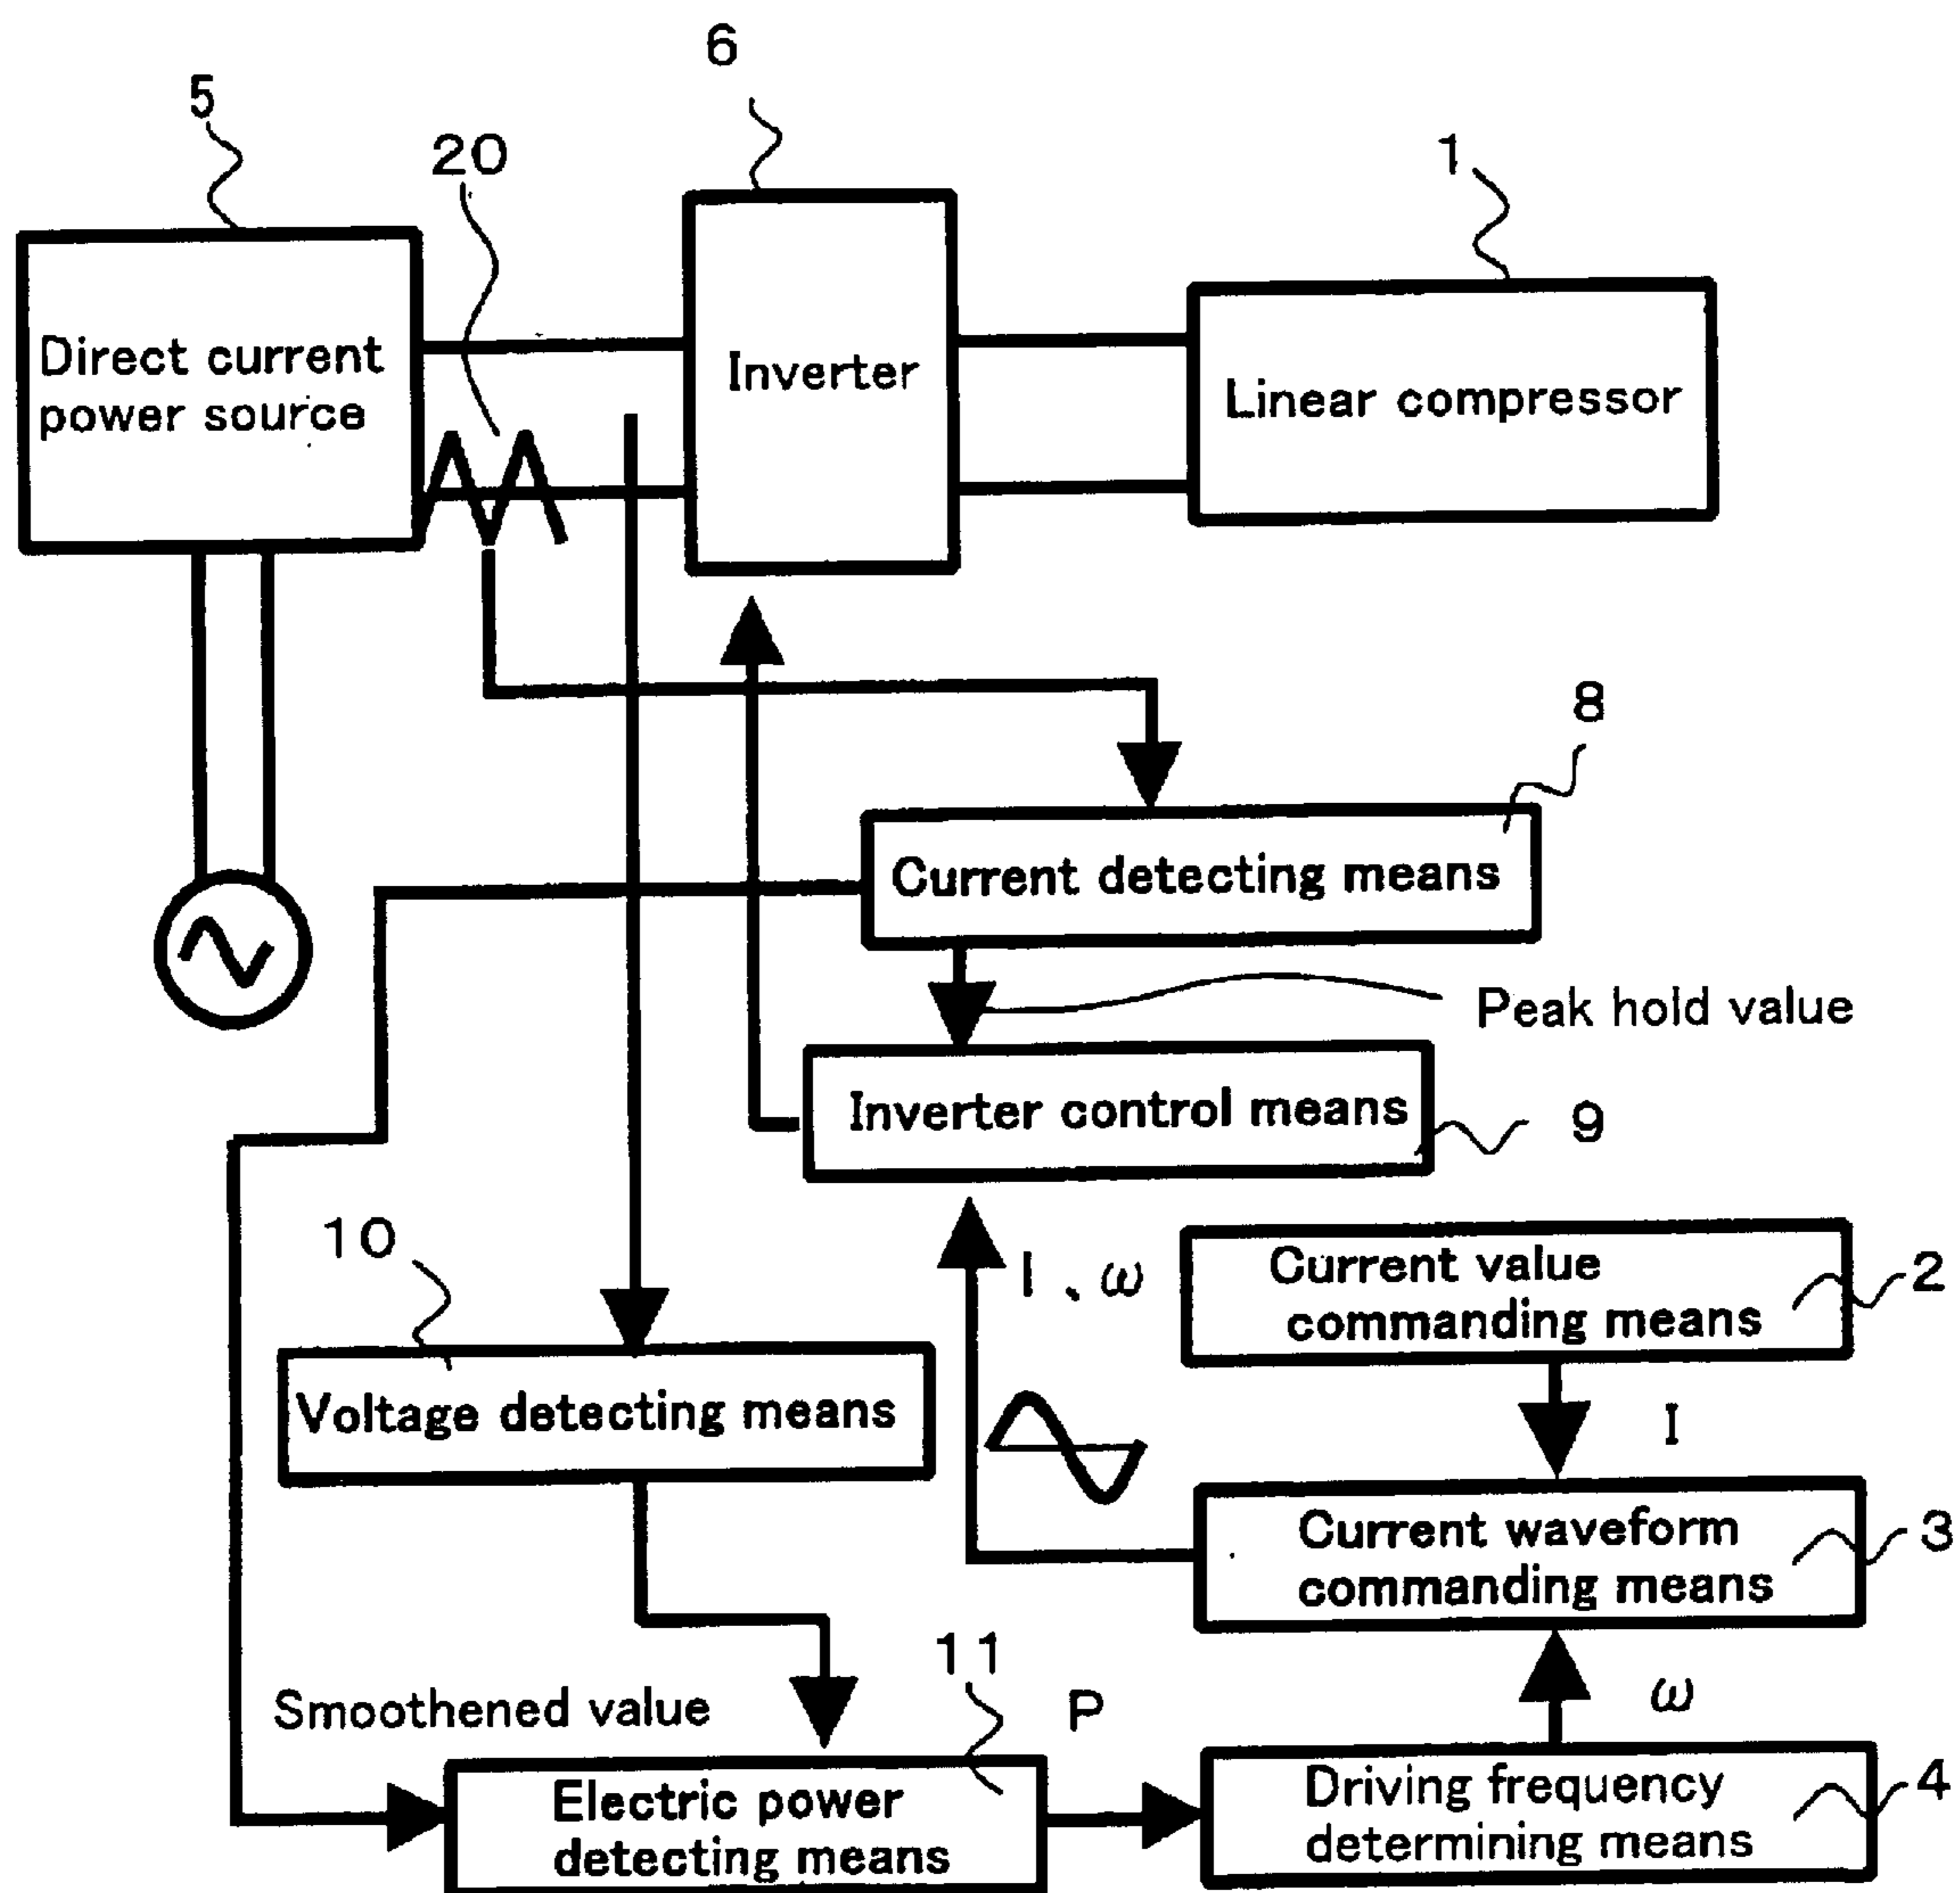 6
5
20
1
Direct current
power source
Inverter
Linear compressor
8
Current detecting means
Peak hold value
Inverter control means
9
10
I、ω
Current value
commanding means
2
Voltage detecting means
I
Current waveform
commanding means
3
11
Smoothened value
P
ω
Electric power
detecting means
Driving frequency
determining means
4